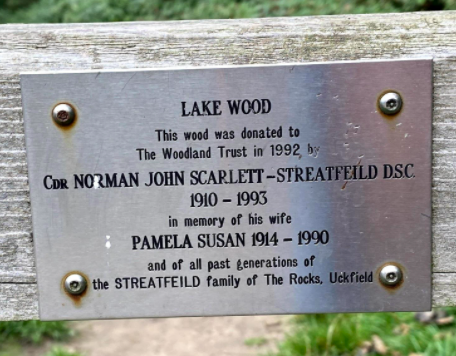 LAKE WOOD
This wood was donated to
The Woodland Trust in 1992 by
CDR NORMAN JOHN SCARLETT-STREATFEILD D.S.C.
1910 - 1993
in memory of his wife
PAMELA SUSAN 1914 - 1990
and of all past generations of
the STREATFEILD family of The Rocks, Uckfield